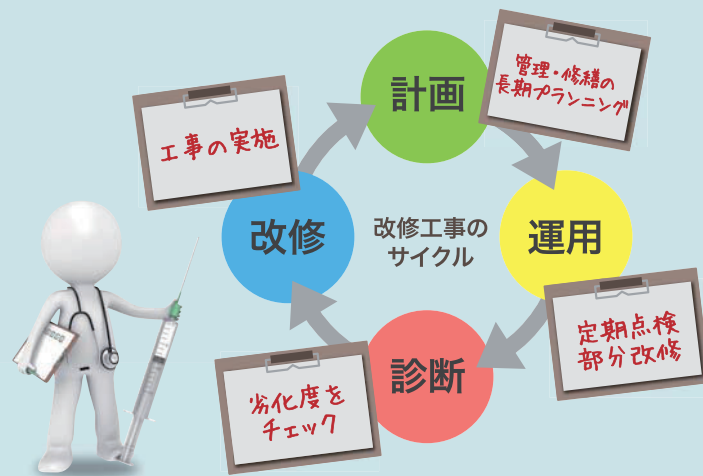 計画
管理・修繕の
長期プランニング
運用
定期点検
部分改修
診断
劣化度を
チェック
改修
工事の実施
改修工事の
サイクル